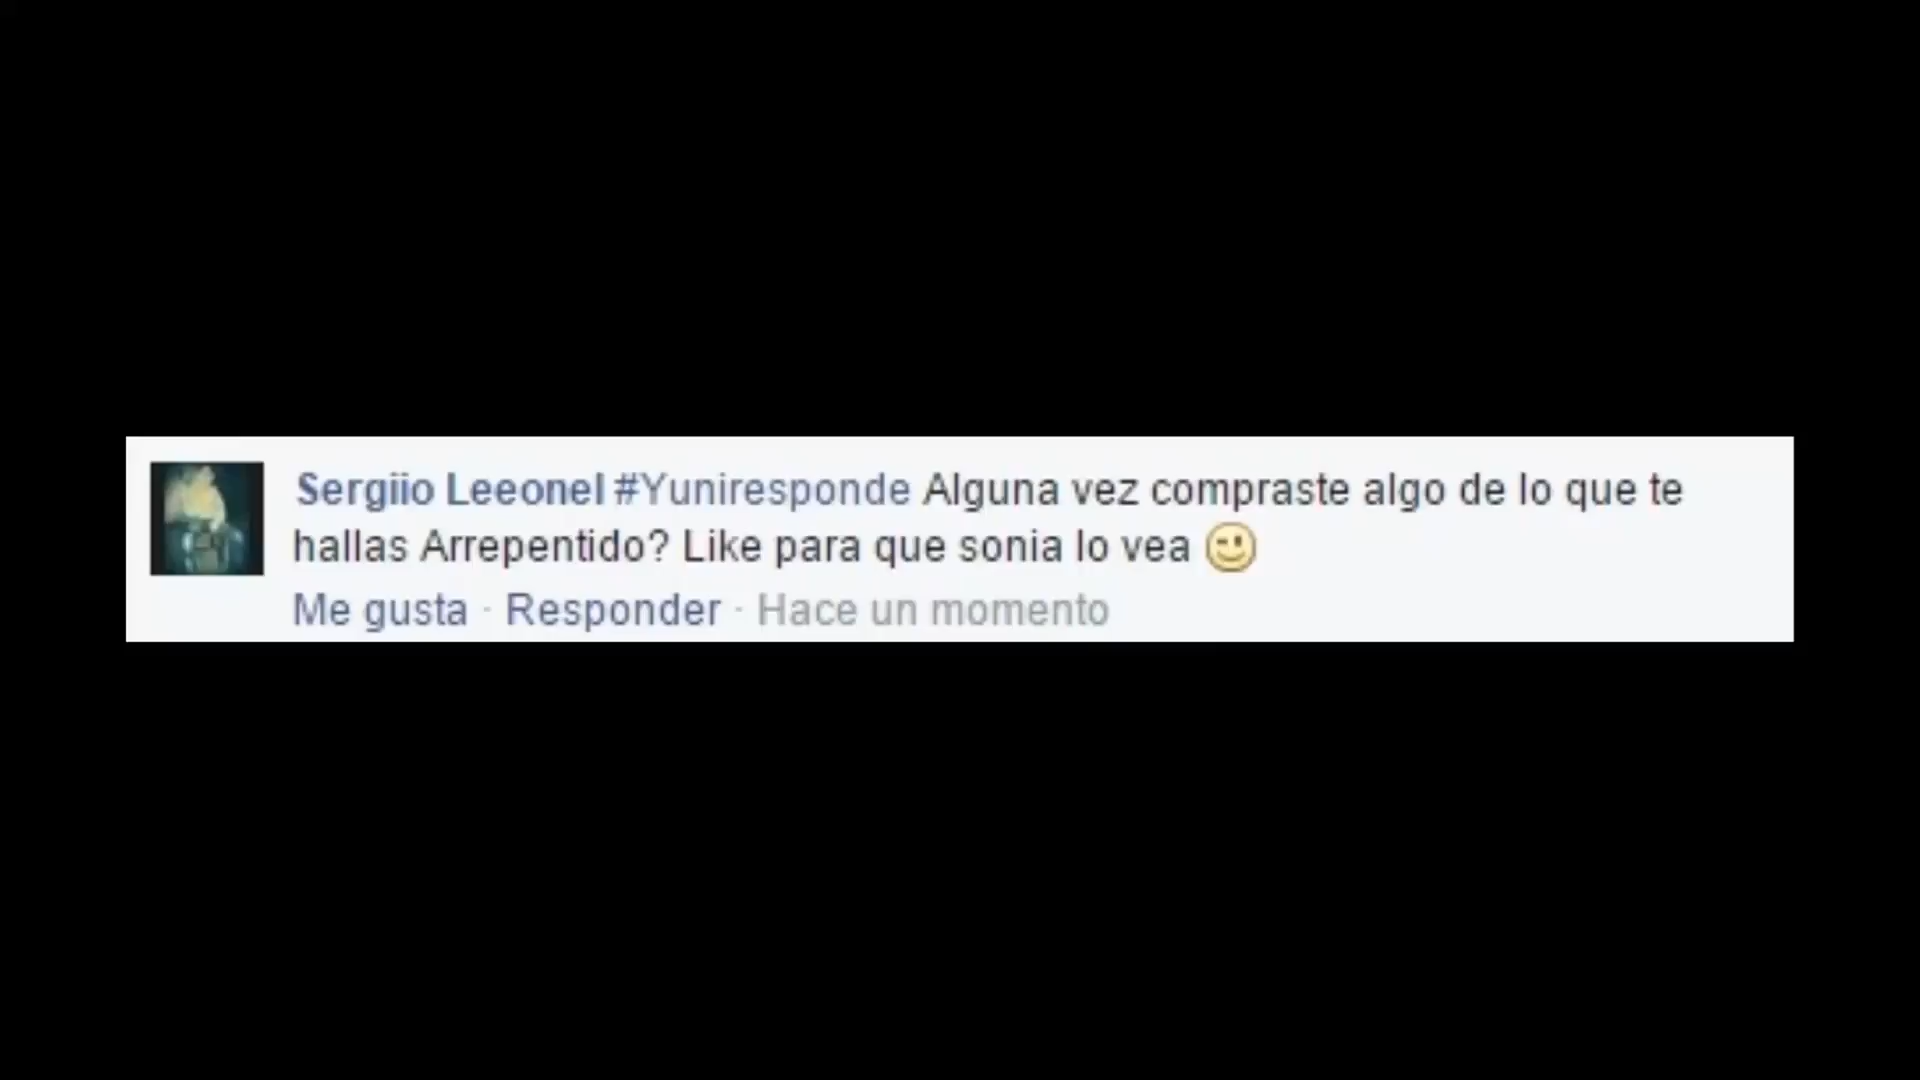 Sergiio Leeonel #Yuniresponde Alguna vez compraste algo de lo que te
hallas Arrepentido? Like para que sonia lo vea 😉
Me gusta · Responder · Hace un momento